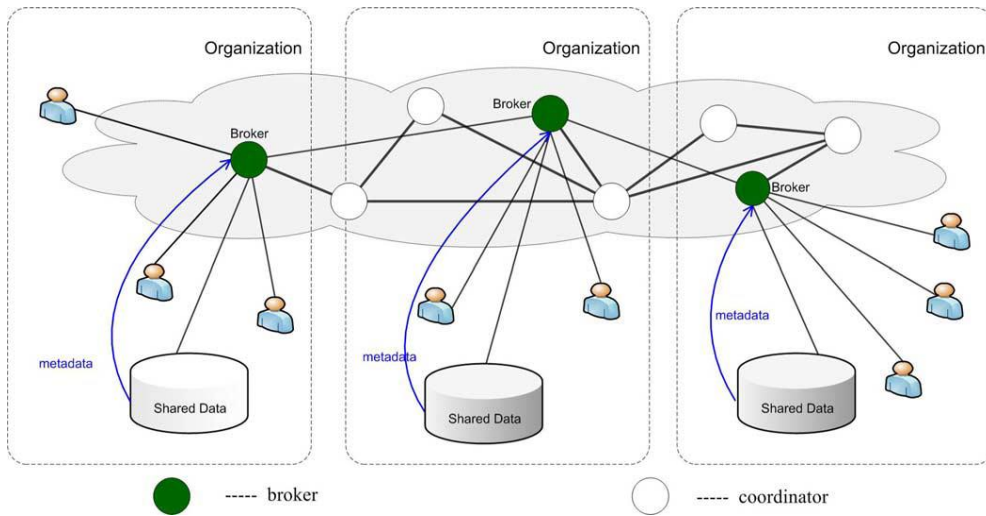 Organization
Organization
Organization
Broker
Broker
Broker
metadata
metadata
metadata
Shared Data
Shared Data
Shared Data
----- broker
----- coordinator